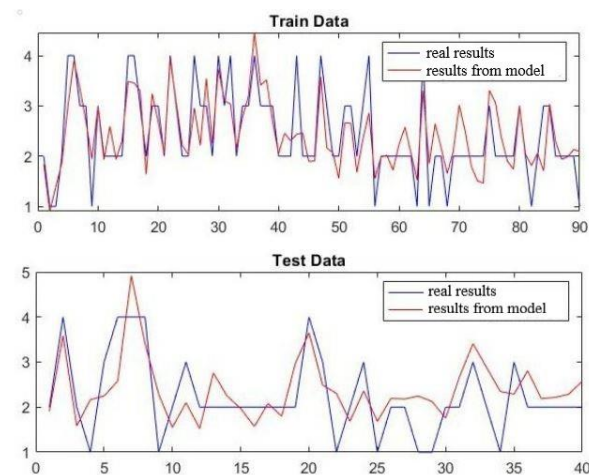 Train Data
real results
results from model
4
3
2
1
0 10 20 30 40 50 60 70 80 90
Test Data
real results
results from model
5
4
3
2
1
0 5 10 15 20 25 30 35 40